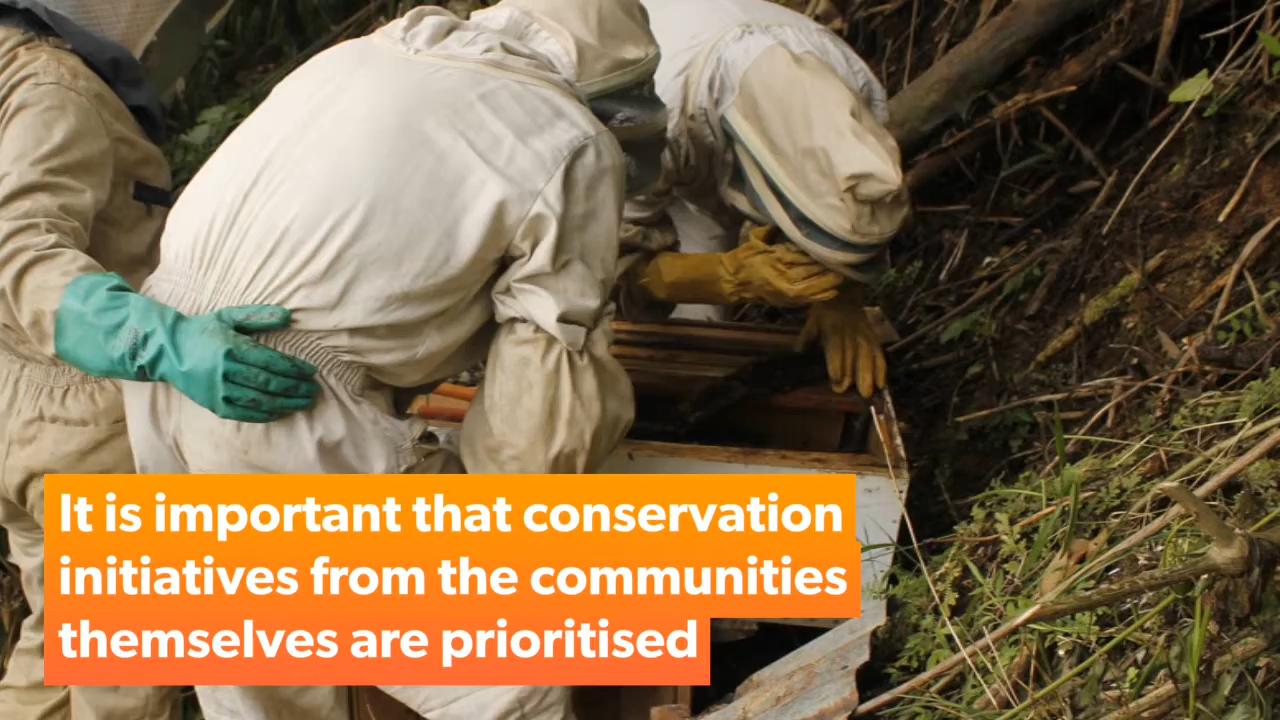 It is important that conservation
initiatives from the communities
themselves are prioritised